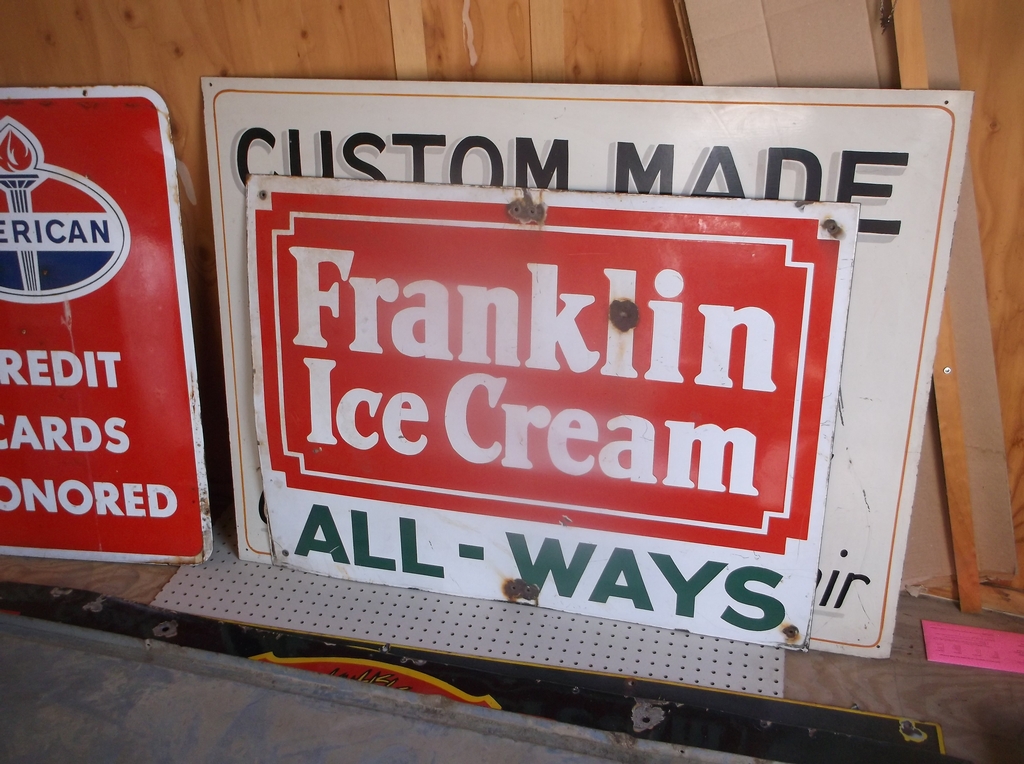 ERICAN
REDIT
CARDS
ONORED
CUSTOM MADE
Franklin
Ice Cream
ALL-WAYS